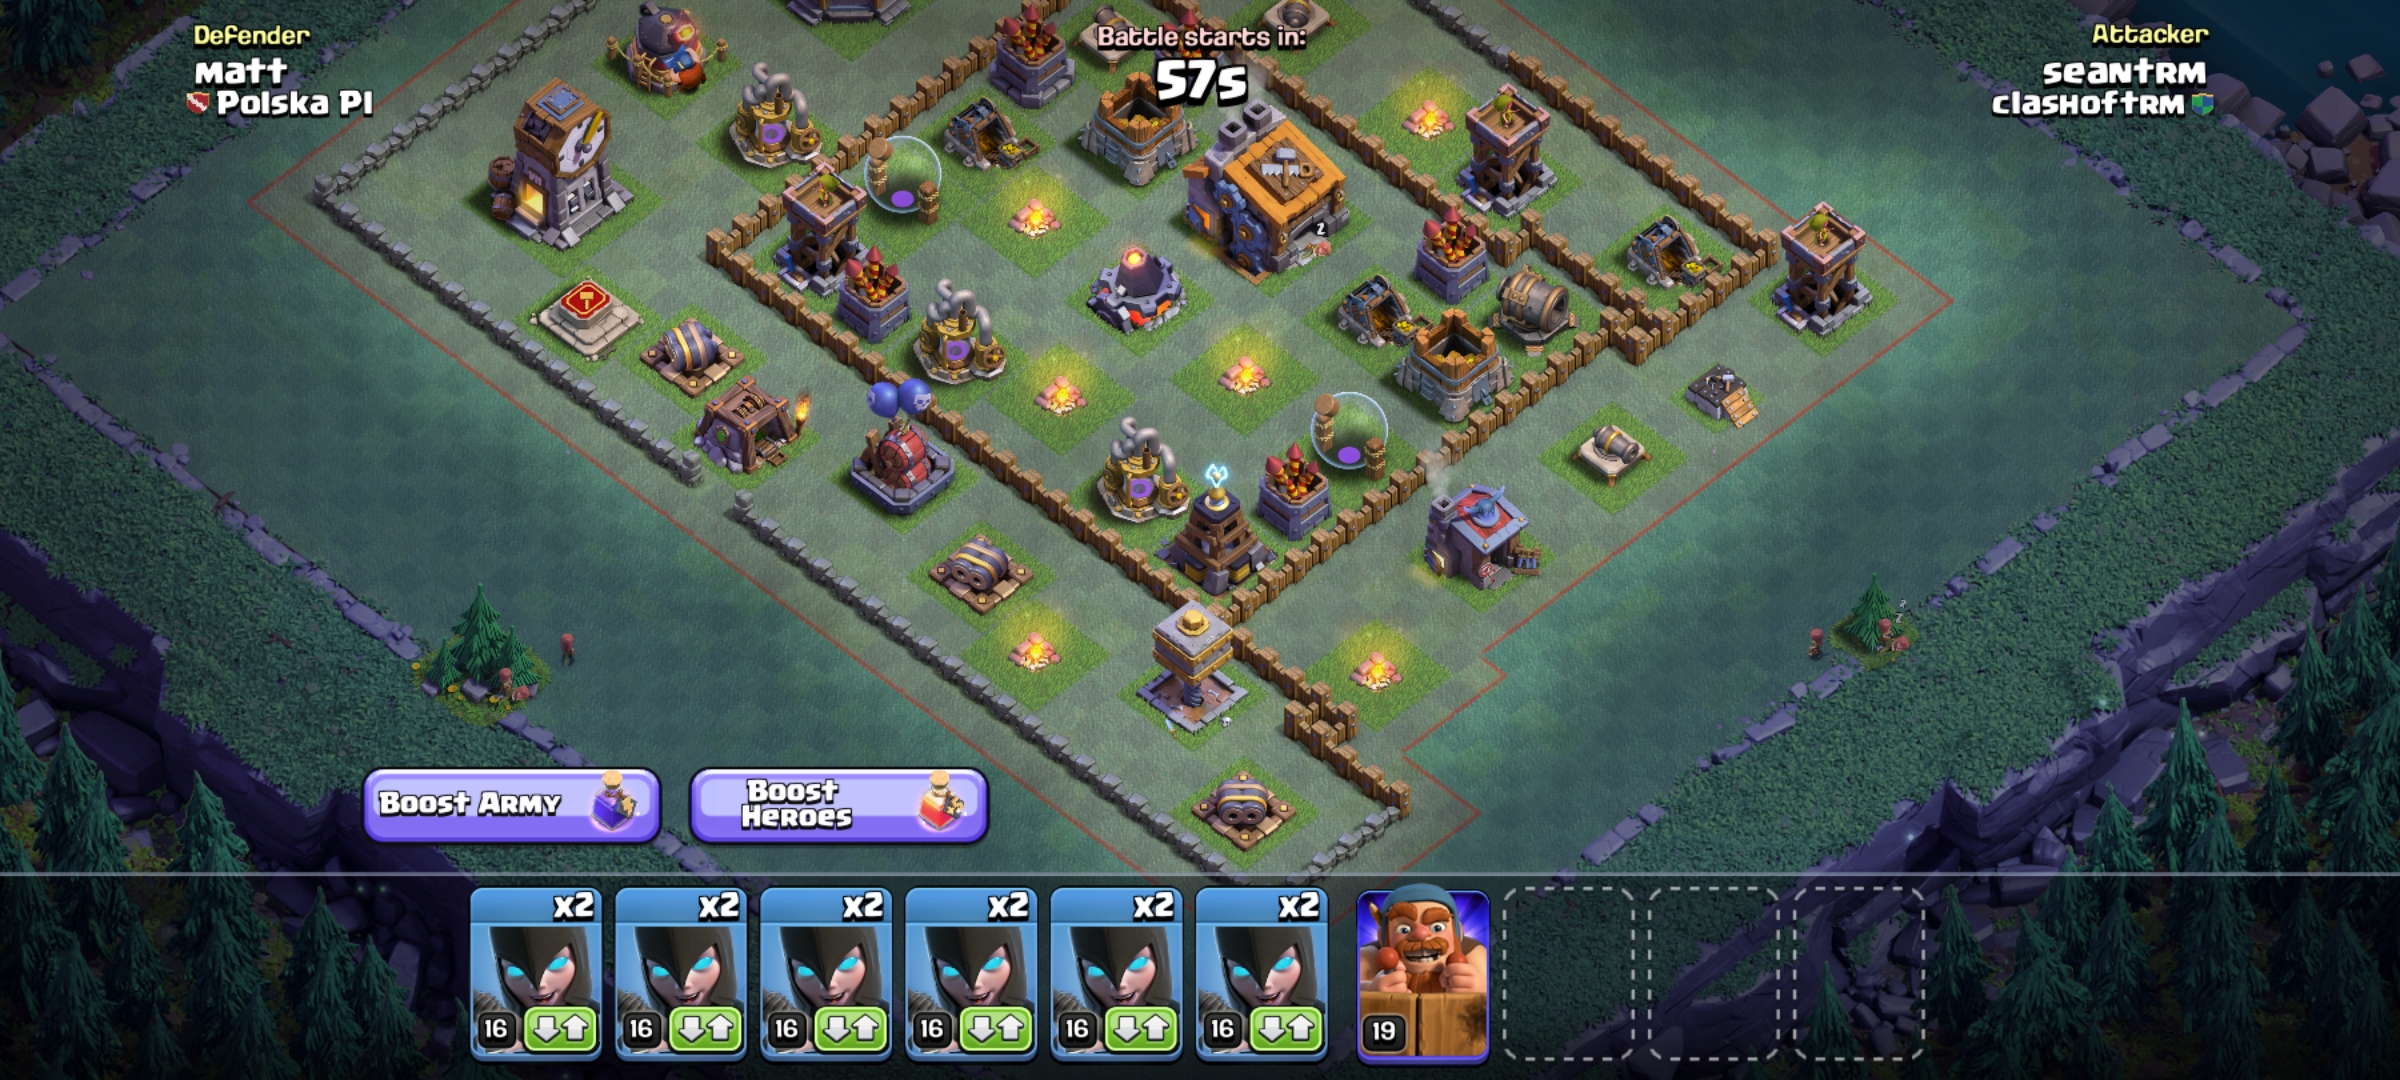 Defender
matt
Polska Pl
Battle starts in:
57s
Attacker
seantrm
clashoftrm
2
Boost Army
Boost
Heroes
x2
x2
x2
x2
x2
x2
16
16
16
16
16
16
19